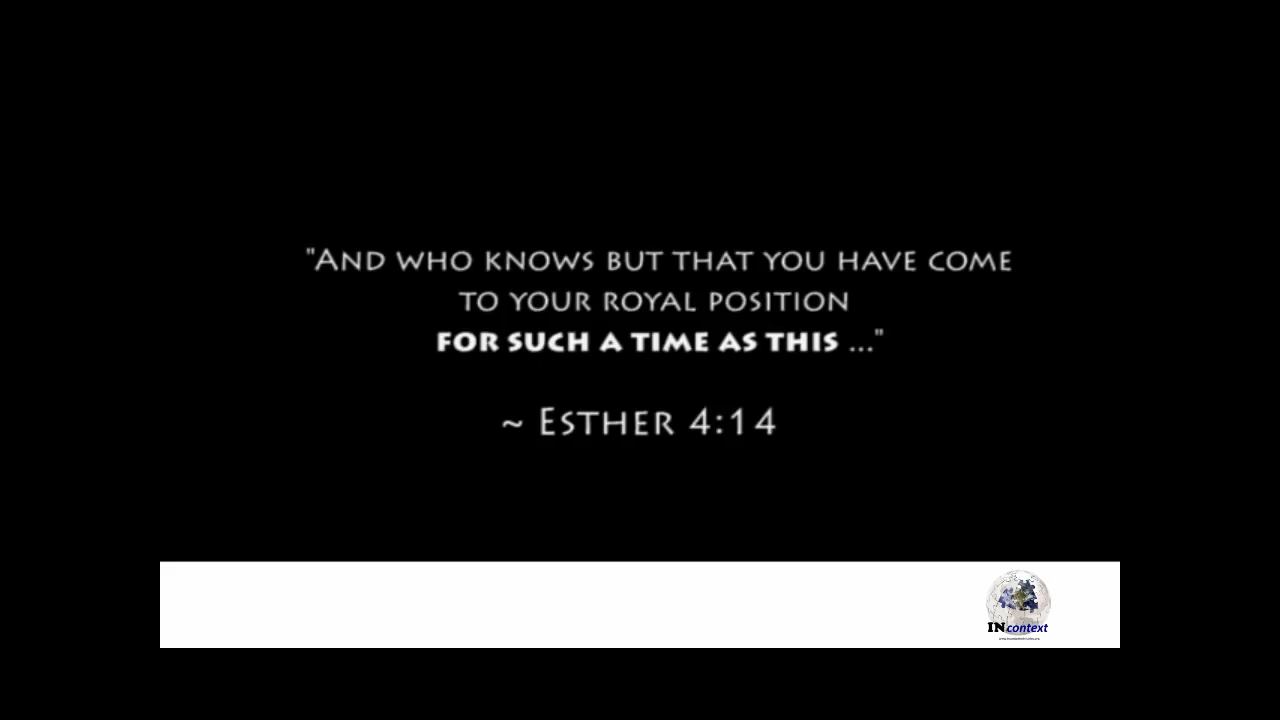 "AND WHO KNOWS BUT THAT YOU HAVE COME
TO YOUR ROYAL POSITION
FOR SUCH A TIME AS THIS ..."
~ ESTHER 4:14
INcontext